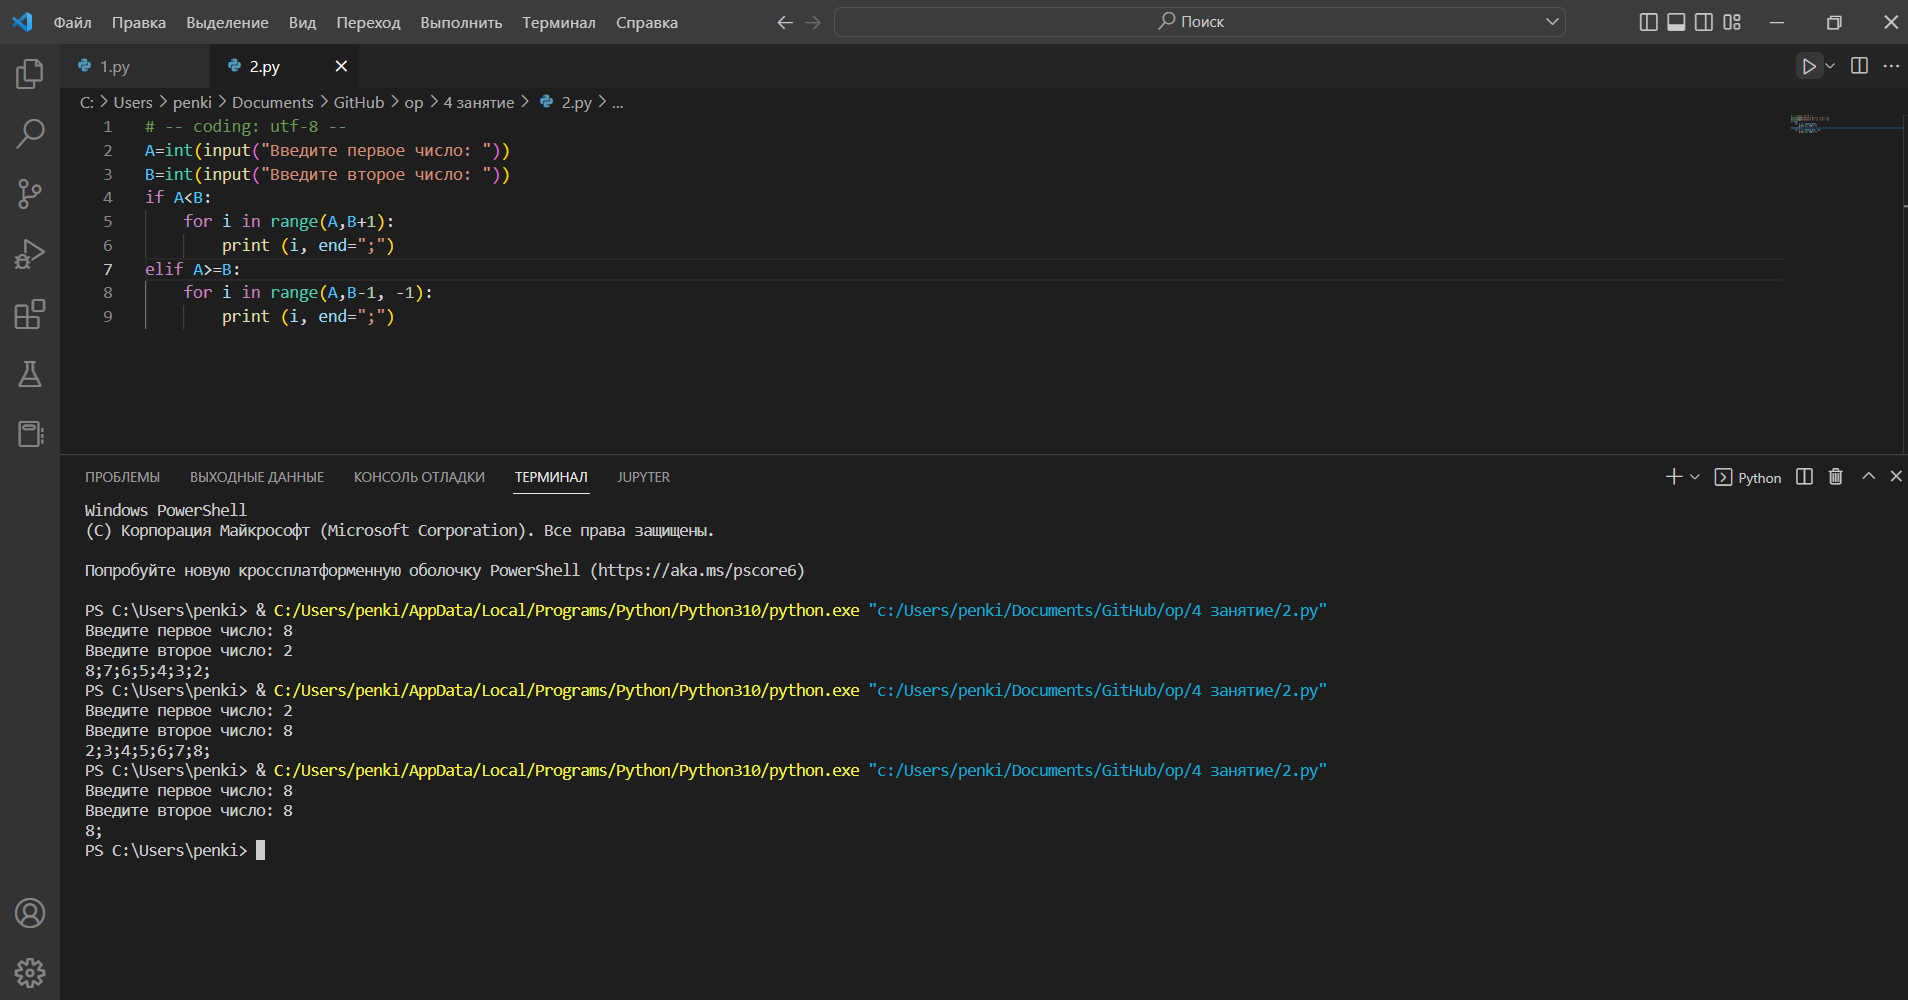 Файл Правка Выделение Вид Переход Выполнить Терминал Справка Поиск
1.py 2.py
C: > Users > penki > Documents > GitHub > op > 4 занятие > 2.py > ...
1 # -- coding: utf-8 --
2 A=int(input("Введите первое число: "))
3 B=int(input("Введите второе число: "))
4 if A<B:
5 for i in range(A,B+1):
6 print (i, end=";")
7 elif A>=B:
8 for i in range(A,B-1, -1):
9 print (i, end=";")
ПРОБЛЕМЫ ВЫХОДНЫЕ ДАННЫЕ КОНСОЛЬ ОТЛАДКИ ТЕРМИНАЛ JUPYTER Python
Windows PowerShell
(C) Корпорация Майкрософт (Microsoft Corporation). Все права защищены.
Попробуйте новую кроссплатформенную оболочку PowerShell (https://aka.ms/pscore6)
PS C:\Users\penki> & C:/Users/penki/AppData/Local/Programs/Python/Python310/python.exe "c:/Users/penki/Documents/GitHub/op/4 занятие/2.py"
Введите первое число: 8
Введите второе число: 2
8;7;6;5;4;3;2;
PS C:\Users\penki> & C:/Users/penki/AppData/Local/Programs/Python/Python310/python.exe "c:/Users/penki/Documents/GitHub/op/4 занятие/2.py"
Введите первое число: 2
Введите второе число: 8
2;3;4;5;6;7;8;
PS C:\Users\penki> & C:/Users/penki/AppData/Local/Programs/Python/Python310/python.exe "c:/Users/penki/Documents/GitHub/op/4 занятие/2.py"
Введите первое число: 8
Введите второе число: 8
8;
PS C:\Users\penki>